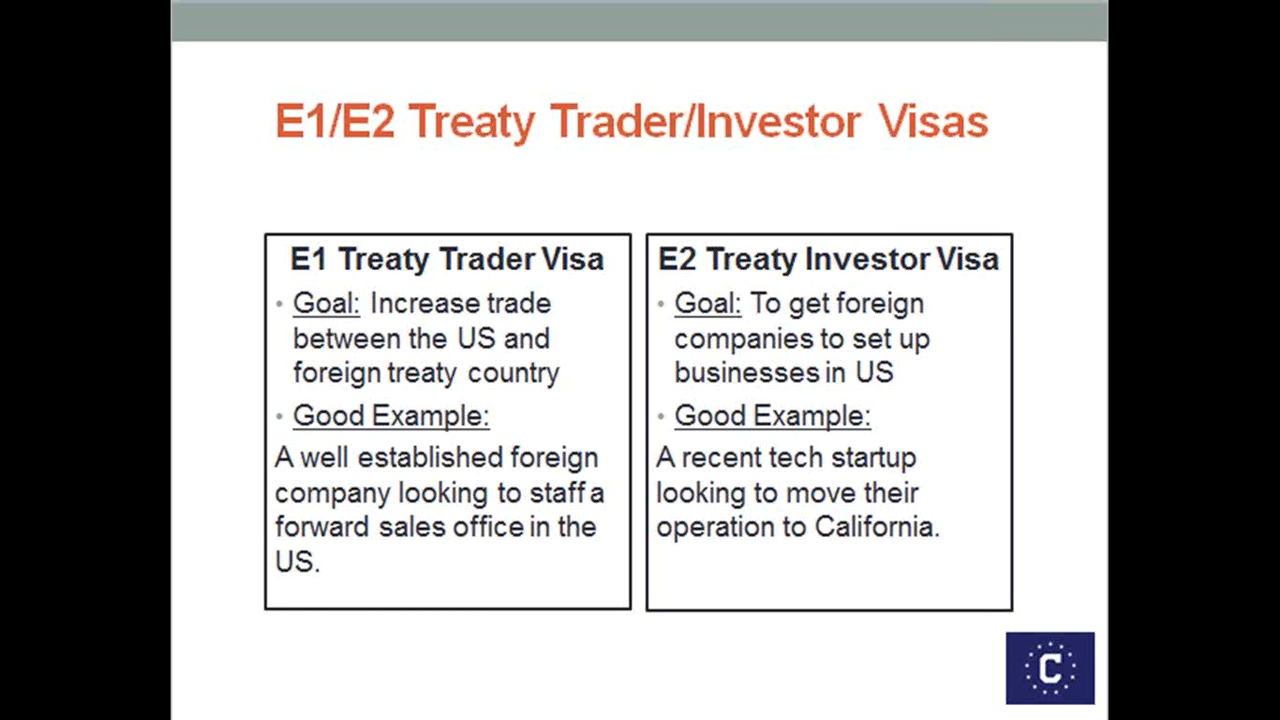 E1/E2 Treaty Trader/Investor Visas
E1 Treaty Trader Visa
• Goal: Increase trade
between the US and
foreign treaty country
• Good Example:
A well established foreign
company looking to staff a
forward sales office in the
US.
E2 Treaty Investor Visa
• Goal: To get foreign
companies to set up
businesses in US
• Good Example:
A recent tech startup
looking to move their
operation to California.
C